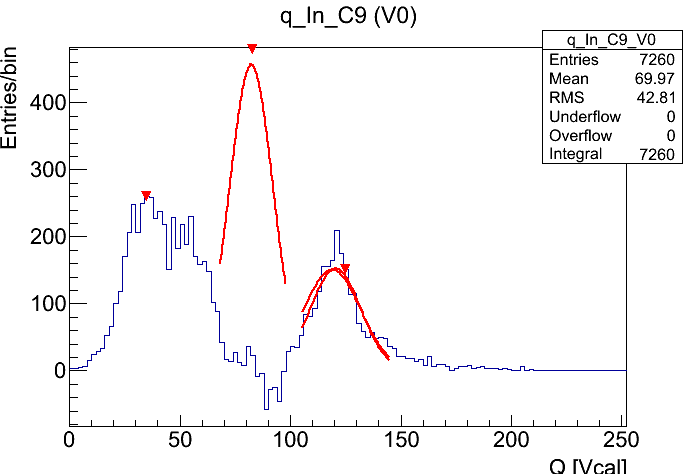 q_In_C9 (V0)
q_In_C9_V0
Entries 7260
Mean 69.97
RMS 42.81
Underflow 0
Overflow 0
Integral 7260
Entries/bin
400
300
200
100
0
0 50 100 150 200 250
Q [Vcal]